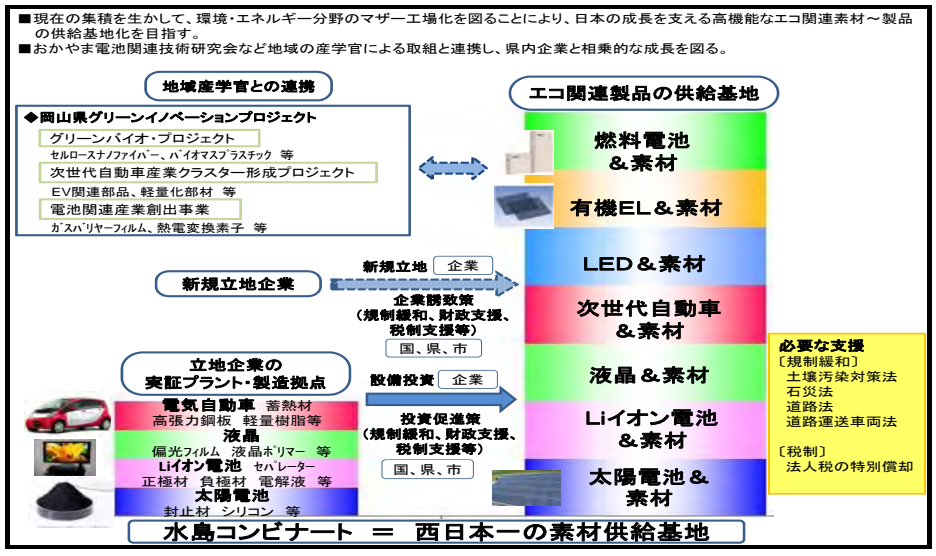 ■現在の集積を生かして、環境・エネルギー分野のマザー工場化を図ることにより、日本の成長を支える高機能なエコ関連素材～製品
の供給基地化を目指す。
■おかやま電池関連技術研究会など地域の産学官による取組と連携し、県内企業と相乗的な成長を図る。
地域産学官との連携
◆岡山県グリーンイノベーションプロジェクト
グリーンバイオ・プロジェクト
セルロースナノファイバー、バイオマスプラスチック 等
次世代自動車産業クラスター形成プロジェクト
EV関連部品、軽量化部材 等
電池関連産業創出事業
ガスバリヤーフィルム、熱電変換素子 等
エコ関連製品の供給基地
燃料電池
&素材
有機EL&素材
LED&素材
次世代自動車
&素材
液晶&素材
Liイオン電池
&素材
太陽電池&
素材
新規立地企業
新規立地 企業
企業誘致策
(規制緩和、財政支援、
税制支援等)
国、県、市
立地企業の
実証プラント・製造拠点
電気自動車 蓄熱材
高張力鋼板 軽量樹脂等
液晶
偏光フィルム 液晶ポリマー 等
Liイオン電池 セパレーター
正極材 負極材 電解液 等
太陽電池
封止材 シリコン 等
設備投資 企業
投資促進策
(規制緩和、財政支援、
税制支援等)
国、県、市
必要な支援
〔規制緩和〕
土壌汚染対策法
石災法
道路法
道路運送車両法
〔税制〕
法人税の特別償却
水島コンビナート = 西日本一の素材供給基地